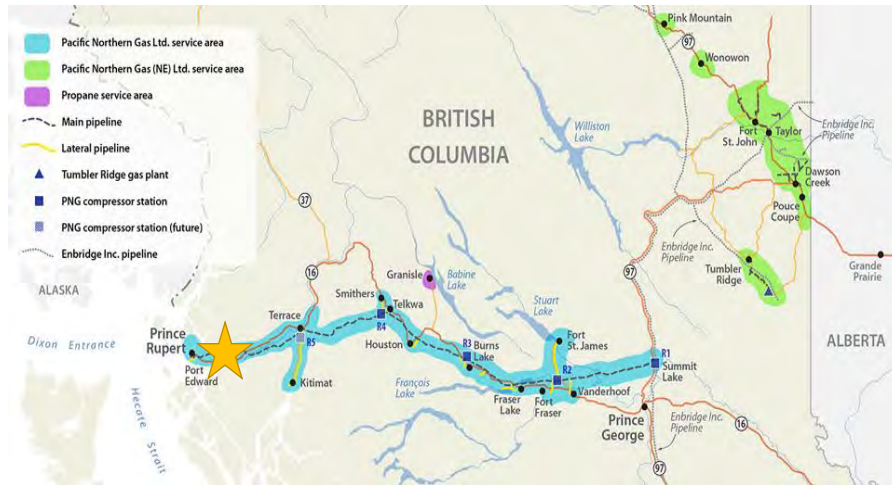 Pacific Northern Gas Ltd. service area
Pacific Northern Gas (NE) Ltd. service area
Propane service area
Main pipeline
Lateral pipeline
Tumbler Ridge gas plant
PNG compressor station
PNG compressor station (future)
Enbridge Inc. pipeline
Pink Mountain
97
Wonowon
BRITISH
COLUMBIA
Williston
Lake
Fort
St. John
Taylor
Enbridge Inc.
Pipeline
Dawson
Creek
Pouce
Coupe
37
Enbridge Inc.
Pipeline
Tumbler
Ridge
Grande
Prairie
16
Granisle
Babine
Lake
97
ALASKA
Smithers
Telkwa
R4
Stuart
Lake
Terrace
R5
Prince
Rupert
Port
Edward
Dixon Entrance
Kitimat
Houston
R3
Burns
Lake
Fort
St. James
R2
R1
Summit
Lake
ALBERTA
François
Lake
Fraser
Lake
Fort
Fraser
Vanderhoof
Hecate Strait
Prince
George
Enbridge Inc.
Pipeline
16
97